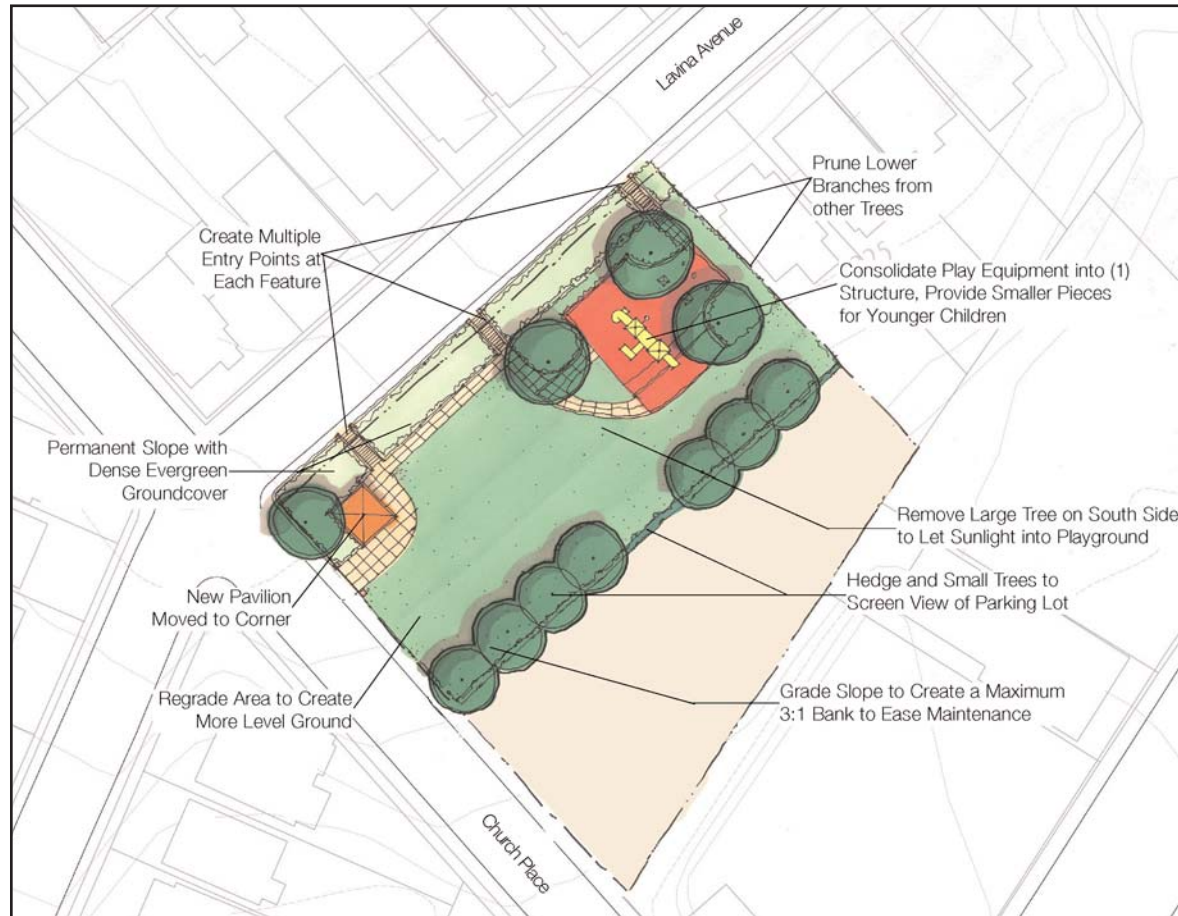 Lavina Avenue
Prune Lower
Branches from
other Trees
Create Multiple
Entry Points at
Each Feature
Consolidate Play Equipment into (1)
Structure, Provide Smaller Pieces
for Younger Children
Permanent Slope with
Dense Evergreen
Groundcover
Remove Large Tree on South Side
to Let Sunlight into Playground
New Pavilion
Moved to Corner
Hedge and Small Trees to
Screen View of Parking Lot
Regrade Area to Create
More Level Ground
Grade Slope to Create a Maximum
3:1 Bank to Ease Maintenance
Church Place